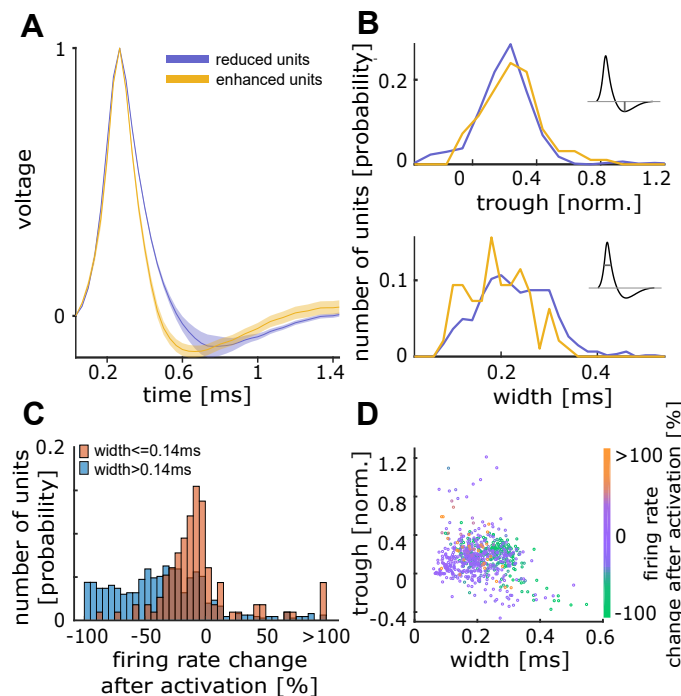 A
1
0
voltage
reduced units
enhanced units
0.2
0.6
1
1.4
time [ms]
B
number of units [probability]
0.2
0
0
0.4
0.8
1.2
trough [norm.]
0.1
0
0.2
0.4
width [ms]
C
number of units
[probability]
0.2
0
width<=0.14ms
width>0.14ms
-100
-50
0
50
>100
firing rate change
after activation [%]
D
trough [norm.]
1.2
0.8
0.4
0
-0.4
0
0.2
0.4
0.6
width [ms]
>100
0
-100
firing rate
change after activation [%]